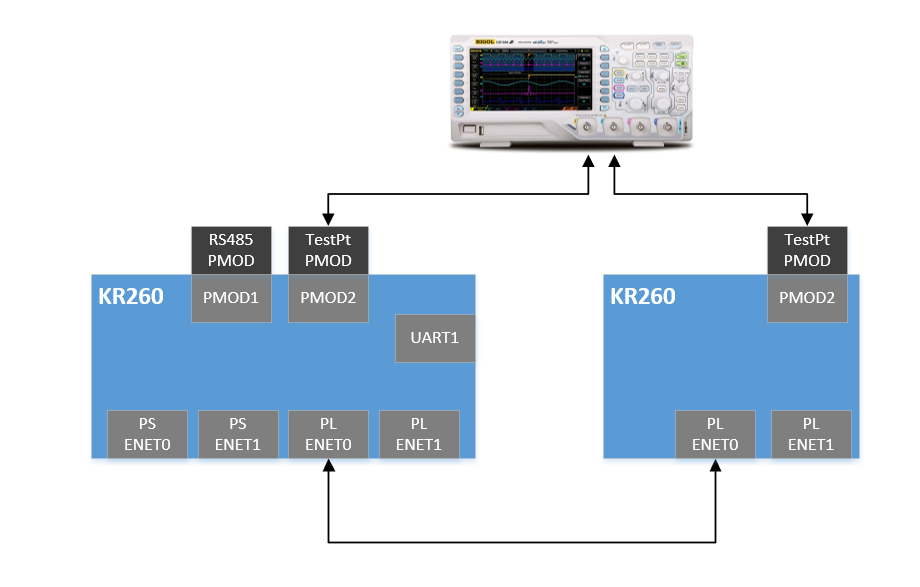 RIGOL
RS485
PMOD
TestPt
PMOD
TestPt
PMOD
KR260
PMOD1
PMOD2
UART1
KR260
PMOD2
PS
ENET0
PS
ENET1
PL
ENET0
PL
ENET1
PL
ENET0
PL
ENET1